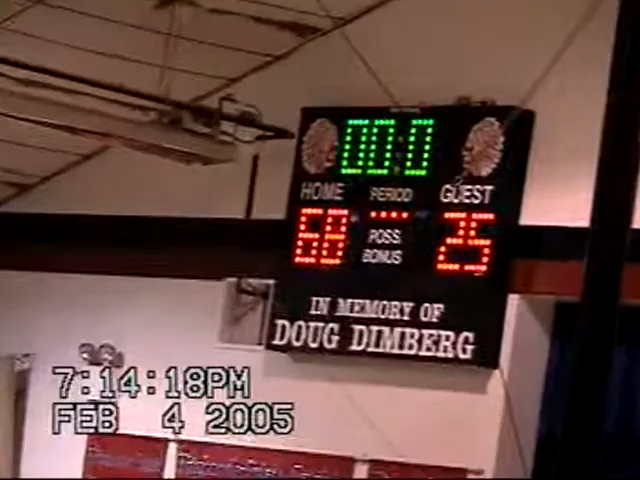 00:0
HOME PERIOD GUEST
68 25
POSS.
BONUS
IN MEMORY OF
DOUG DIMBERG
7:14:18PM
FEB 4 2005